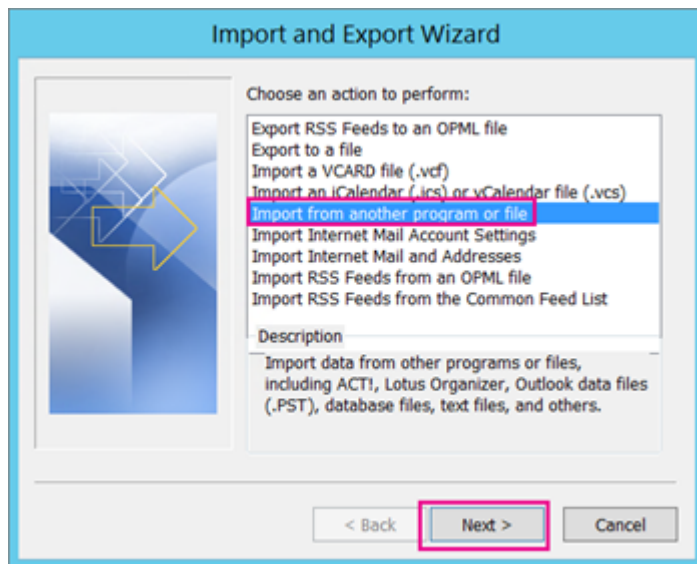 Import and Export Wizard
Choose an action to perform:
Export RSS Feeds to an OPML file
Export to a file
Import a VCARD file (.vcf)
Import an iCalendar (.ics) or vCalendar file (.vcs)
Import from another program or file
Import Internet Mail Account Settings
Import Internet Mail and Addresses
Import RSS Feeds from an OPML file
Import RSS Feeds from the Common Feed List
Description
Import data from other programs or files,
including ACT!, Lotus Organizer, Outlook data files
(.PST), database files, text files, and others.
< Back Next > Cancel